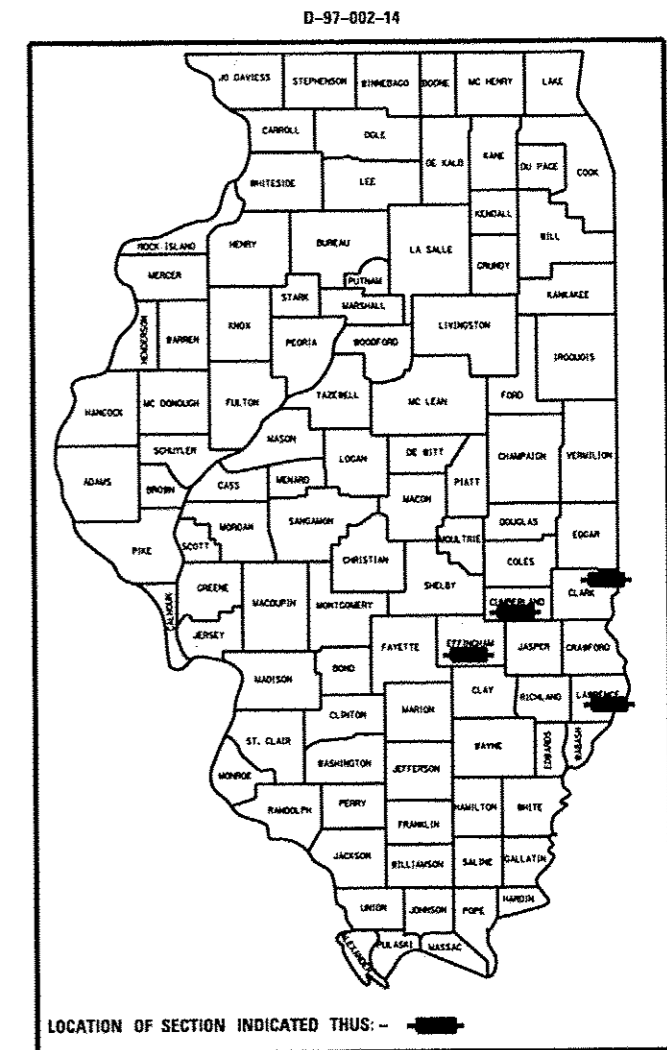 D-97-002-14
JO DAVIESS STEPHENSON WINNEBAGO BOONE MC HENRY LAKE
CARROLL OGLE DE KALB KANE DU PAGE COOK
WHITESIDE LEE KENDALL WILL
ROCK ISLAND HENRY BUREAU LA SALLE GRUNDY
MERCER PUTNAM KANKAKEE
STARK MARSHALL
HENDERSON WARREN KNOX PEORIA WOODFORD LIVINGSTON IROQUOIS
HANCOCK MC DONOUGH FULTON TAZEWELL MC LEAN FORD
MASON
SCHUYLER LOGAN DE WITT CHAMPAIGN VERMILION
ADAMS BROWN CASS MENARD MACON PIATT
PIKE SCOTT MORGAN SANGAMON DOUGLAS
CHRISTIAN MOULTRIE COLES EDGAR
CALHOUN GREENE MACOUPIN MONTGOMERY SHELBY CUMBERLAND CLARK
JERSEY FAYETTE EFFINGHAM JASPER CRAWFORD
MADISON BOND CLAY RICHLAND LAWRENCE
CLINTON MARION
ST. CLAIR WAYNE EDWARDS WABASH
MONROE WASHINGTON JEFFERSON
RANDOLPH PERRY HAMILTON WHITE
FRANKLIN
JACKSON WILLIAMSON SALINE GALLATIN
UNION JOHNSON POPE HARDIN
ALEXANDER PULASKI MASSAC
LOCATION OF SECTION INDICATED THUS: -